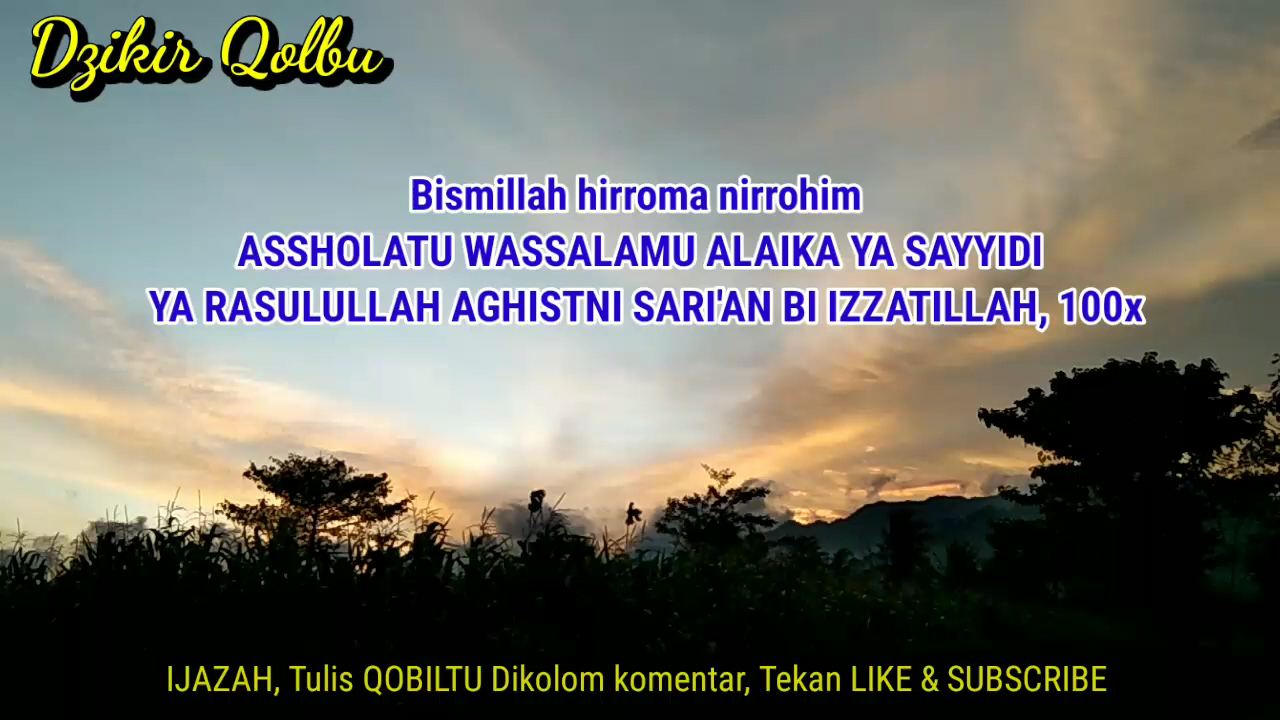 Dzikir Qolbu
Bismillah hirroma nirrohim
ASSHOLATU WASSALAMU ALAIKA YA SAYYIDI
YA RASULULLAH AGHISTNI SARI'AN BI IZZATILLAH, 100x
IJAZAH, Tulis QOBILTU Dikolom komentar, Tekan LIKE & SUBSCRIBE